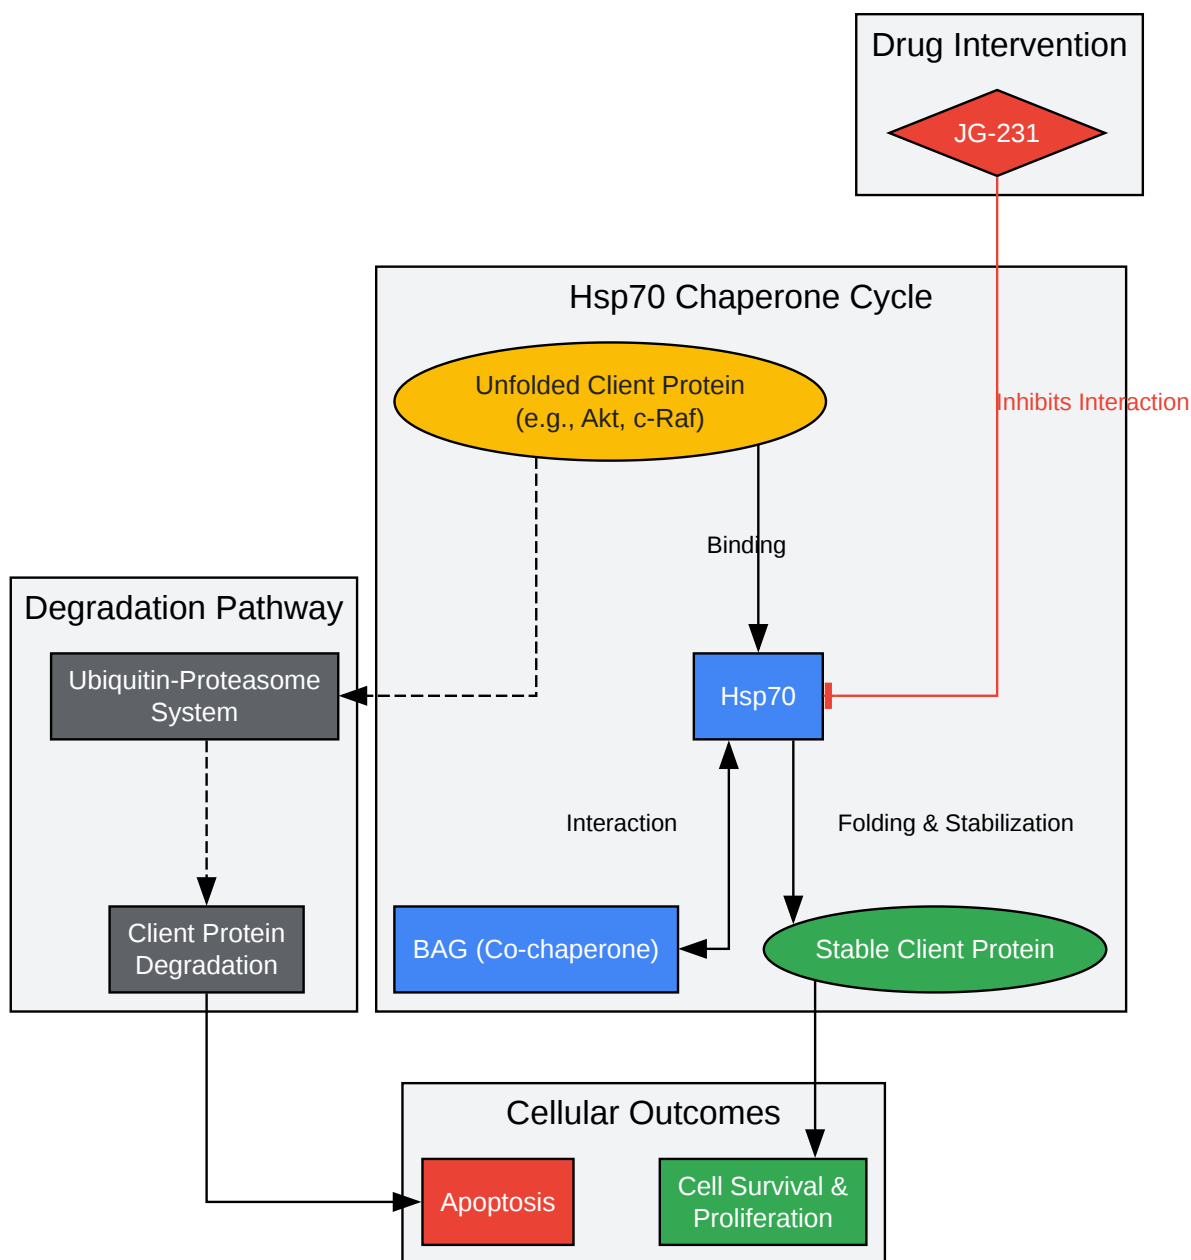 Drug Intervention
JG-231
Hsp70 Chaperone Cycle
Unfolded Client Protein
(e.g., Akt, c-Raf)
Inhibits Interaction
Binding
Degradation Pathway
Ubiquitin-Proteasome
System
Hsp70
Interaction
Folding & Stabilization
Client Protein
Degradation
BAG (Co-chaperone)
Stable Client Protein
Cellular Outcomes
Apoptosis
Cell Survival &
Proliferation